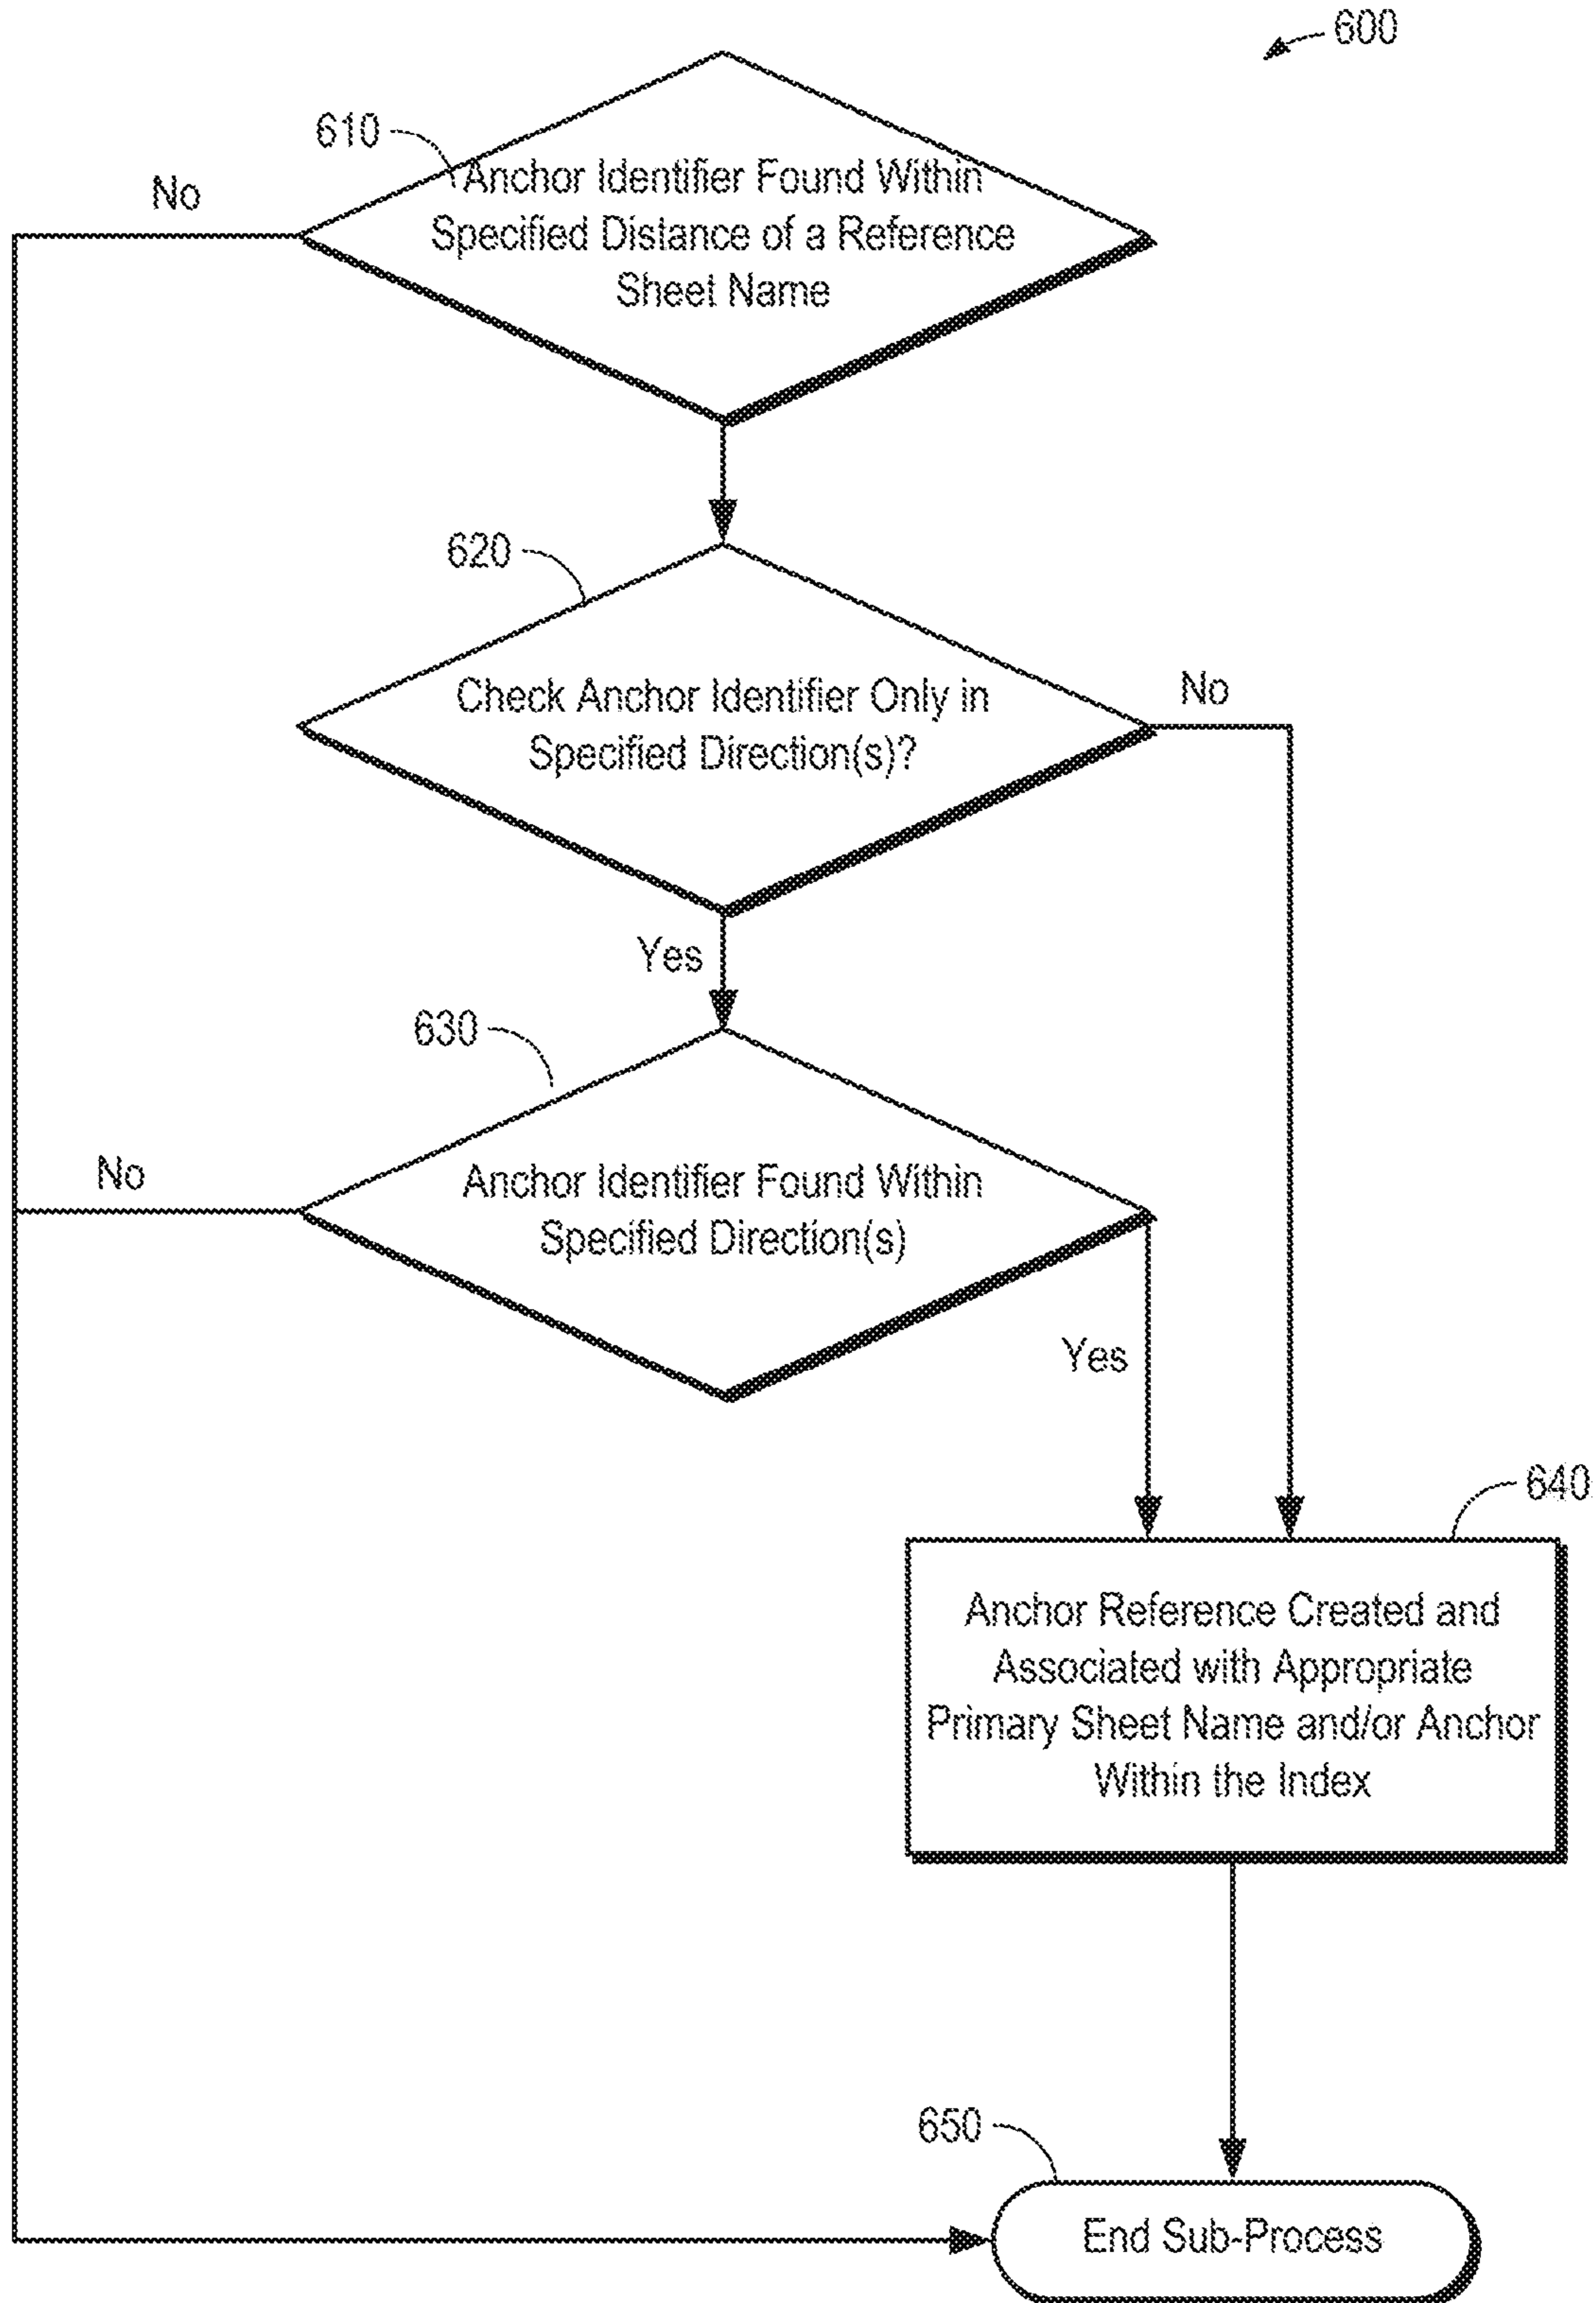 600
610
Anchor Identifier Found Within
Specified Distance of a Reference
Sheet Name
No
620
Check Anchor Identifier Only in
Specified Direction(s)?
No
Yes
630
Anchor Identifier Found Within
Specified Direction(s)
No
Yes
640
Anchor Reference Created and
Associated with Appropriate
Primary Sheet Name and/or Anchor
Within the Index
650
End Sub-Process